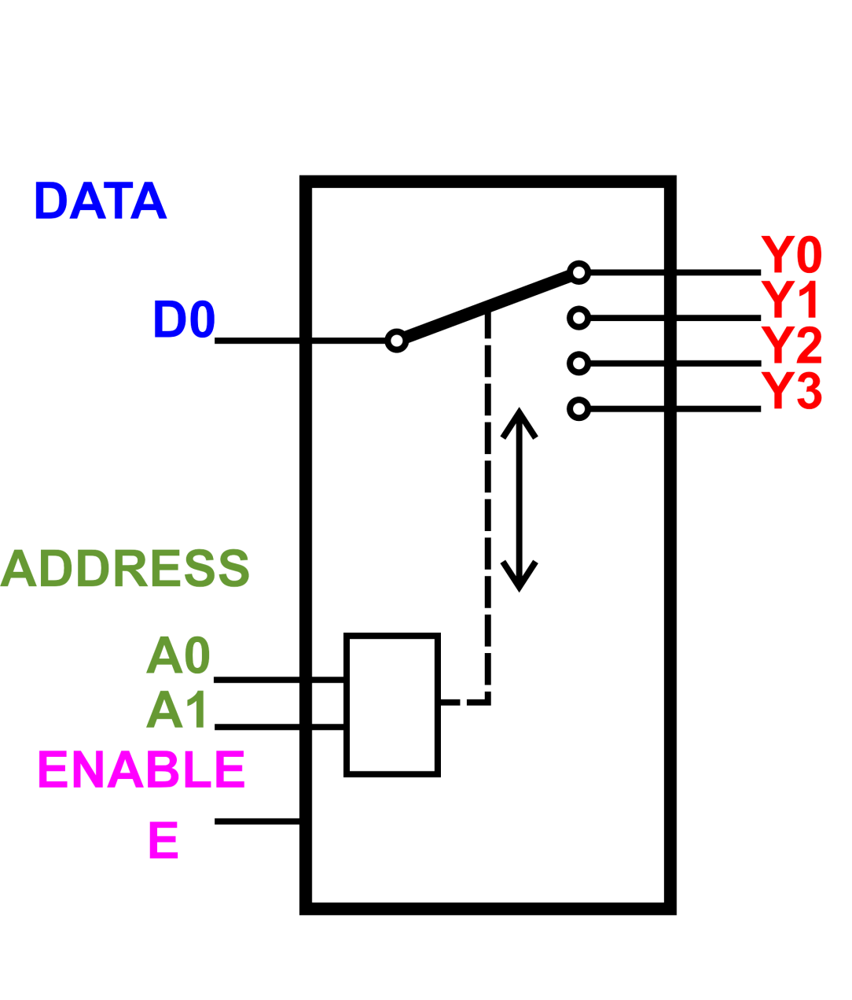 DATA
D0
Y0
Y1
Y2
Y3
ADDRESS
A0
A1
ENABLE
E